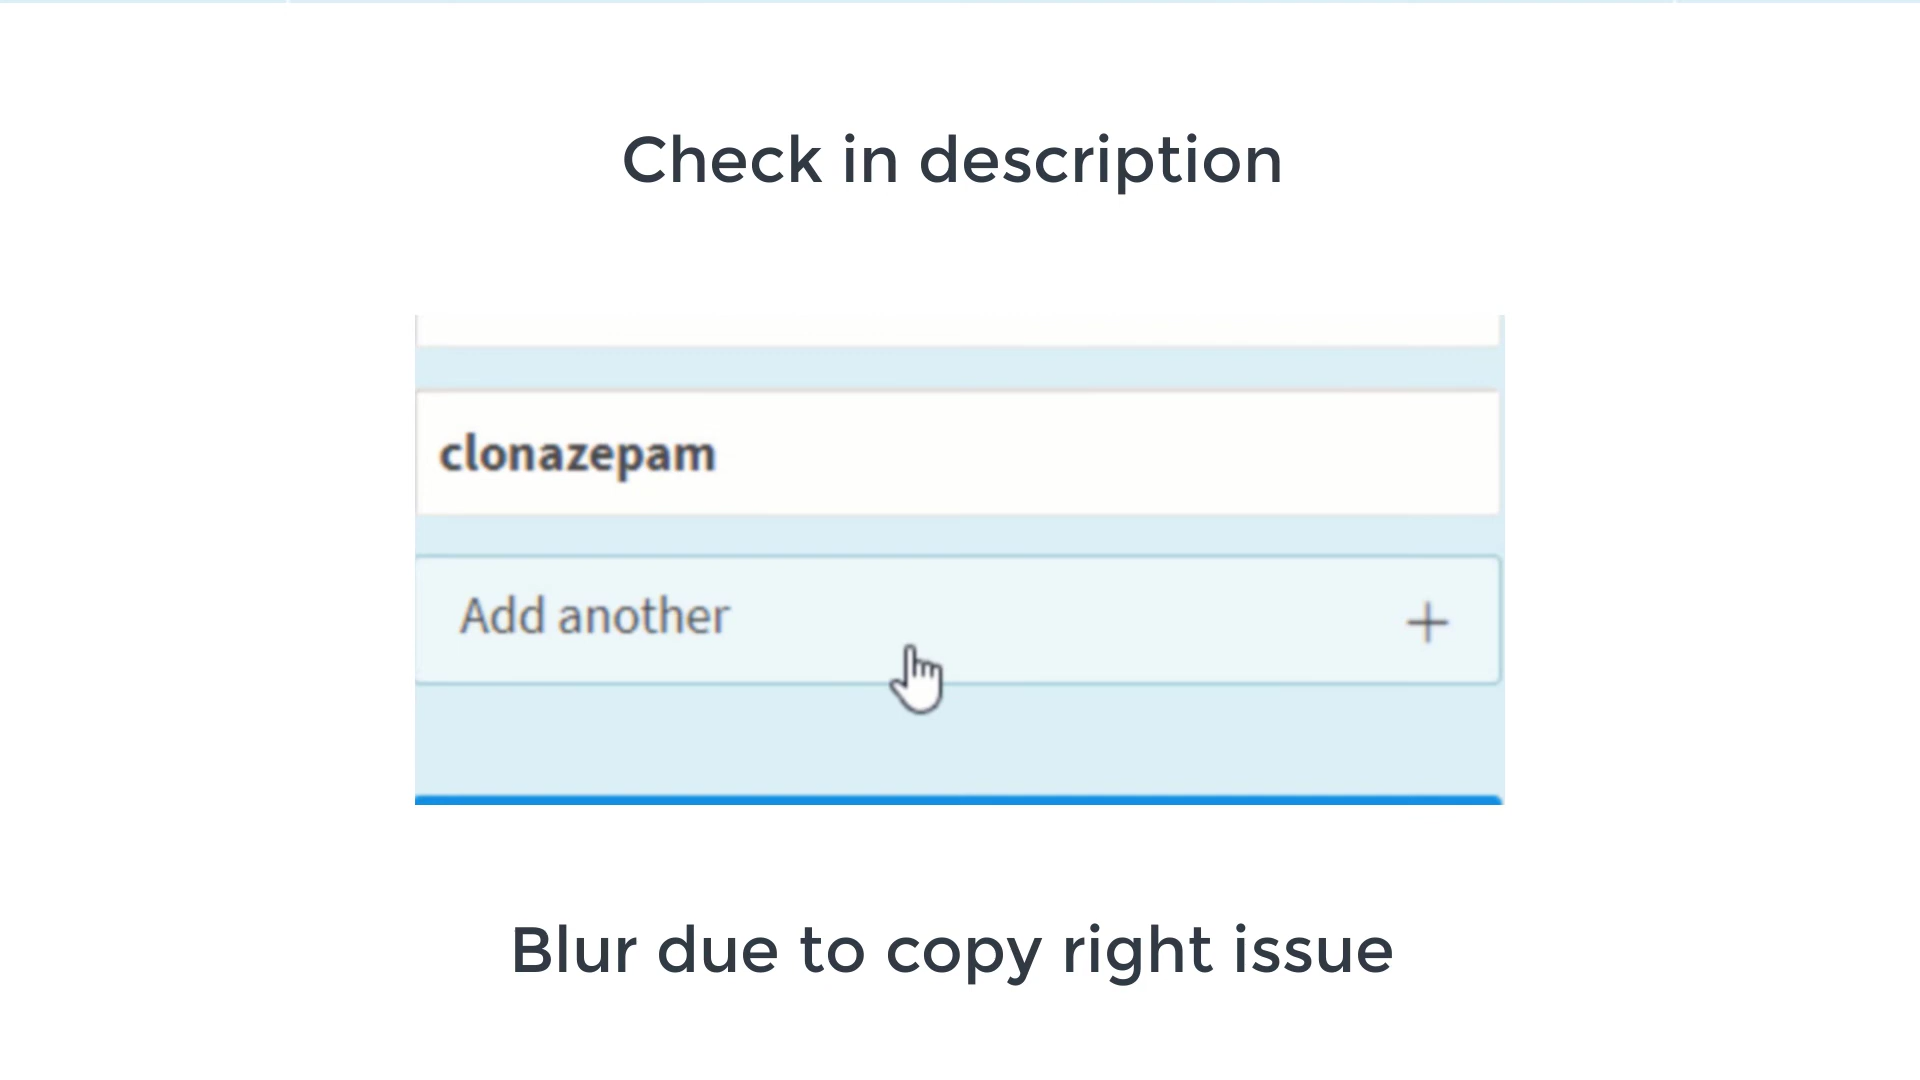 Check in description
clonazepam
Add another
Blur due to copy right issue